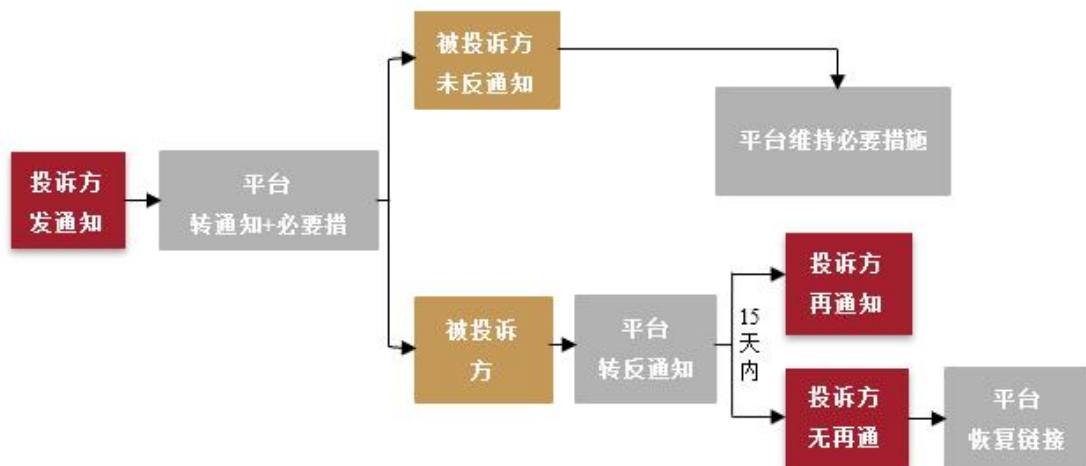 投诉方
发通知
平台
转通知+必要措
被投诉方
未反通知
平台维持必要措施
被投诉
方
平台
转反通知
15
天
内
投诉方
再通知
投诉方
无再通
平台
恢复链接